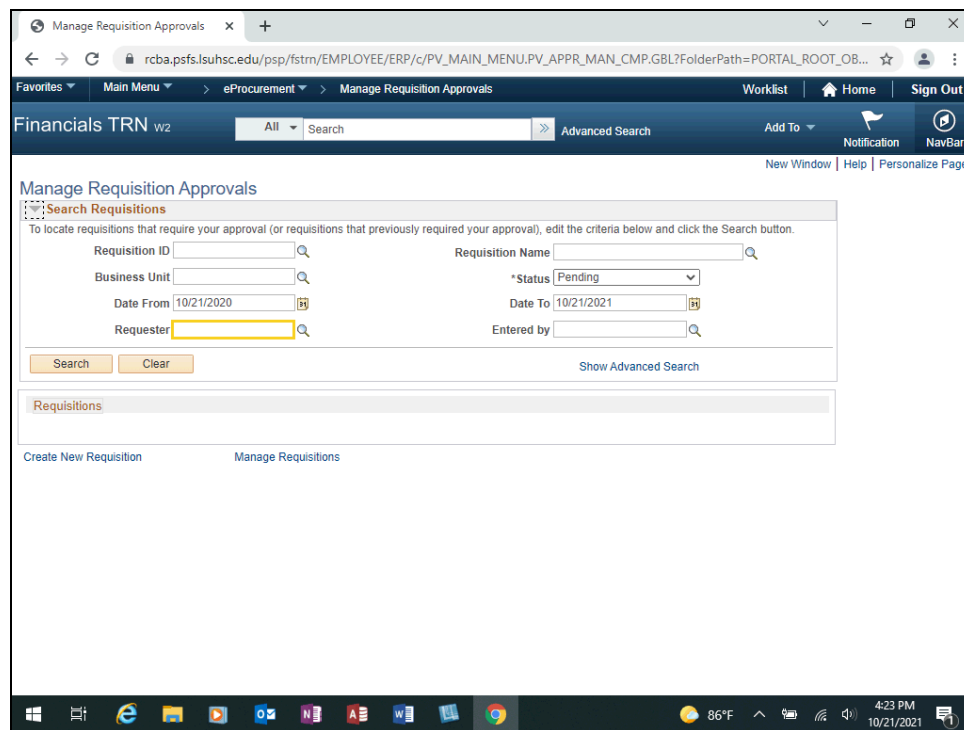 Manage Requisition Approvals
rcba.psfs.lsuhsc.edu/psp/fstrn/EMPLOYEE/ERP/c/PV_MAIN_MENU.PV_APPR_MAN_CMP.GBL?FolderPath=PORTAL_ROOT_OB...
Favorites Main Menu > eProcurement > Manage Requisition Approvals Worklist Home Sign Out
Financials TRN W2 All Search Advanced Search Add To Notification NavBar
New Window | Help | Personalize Page
Manage Requisition Approvals
Search Requisitions
To locate requisitions that require your approval (or requisitions that previously required your approval), edit the criteria below and click the Search button.
Requisition ID Requisition Name
Business Unit *Status Pending
Date From 10/21/2020 Date To 10/21/2021
Requester Entered by
Search Clear Show Advanced Search
Requisitions
Create New Requisition Manage Requisitions
86°F 4:23 PM
10/21/2021